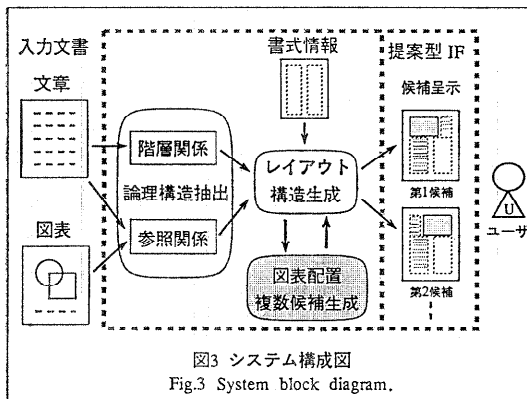 入力文書
文章
図表
階層関係
論理構造抽出
参照関係
書式情報
レイアウト
構造生成
図表配置
複数候補生成
提案型 IF
候補呈示
第1候補
第2候補
U
ユーザ
図3 システム構成図
Fig.3 System block diagram.